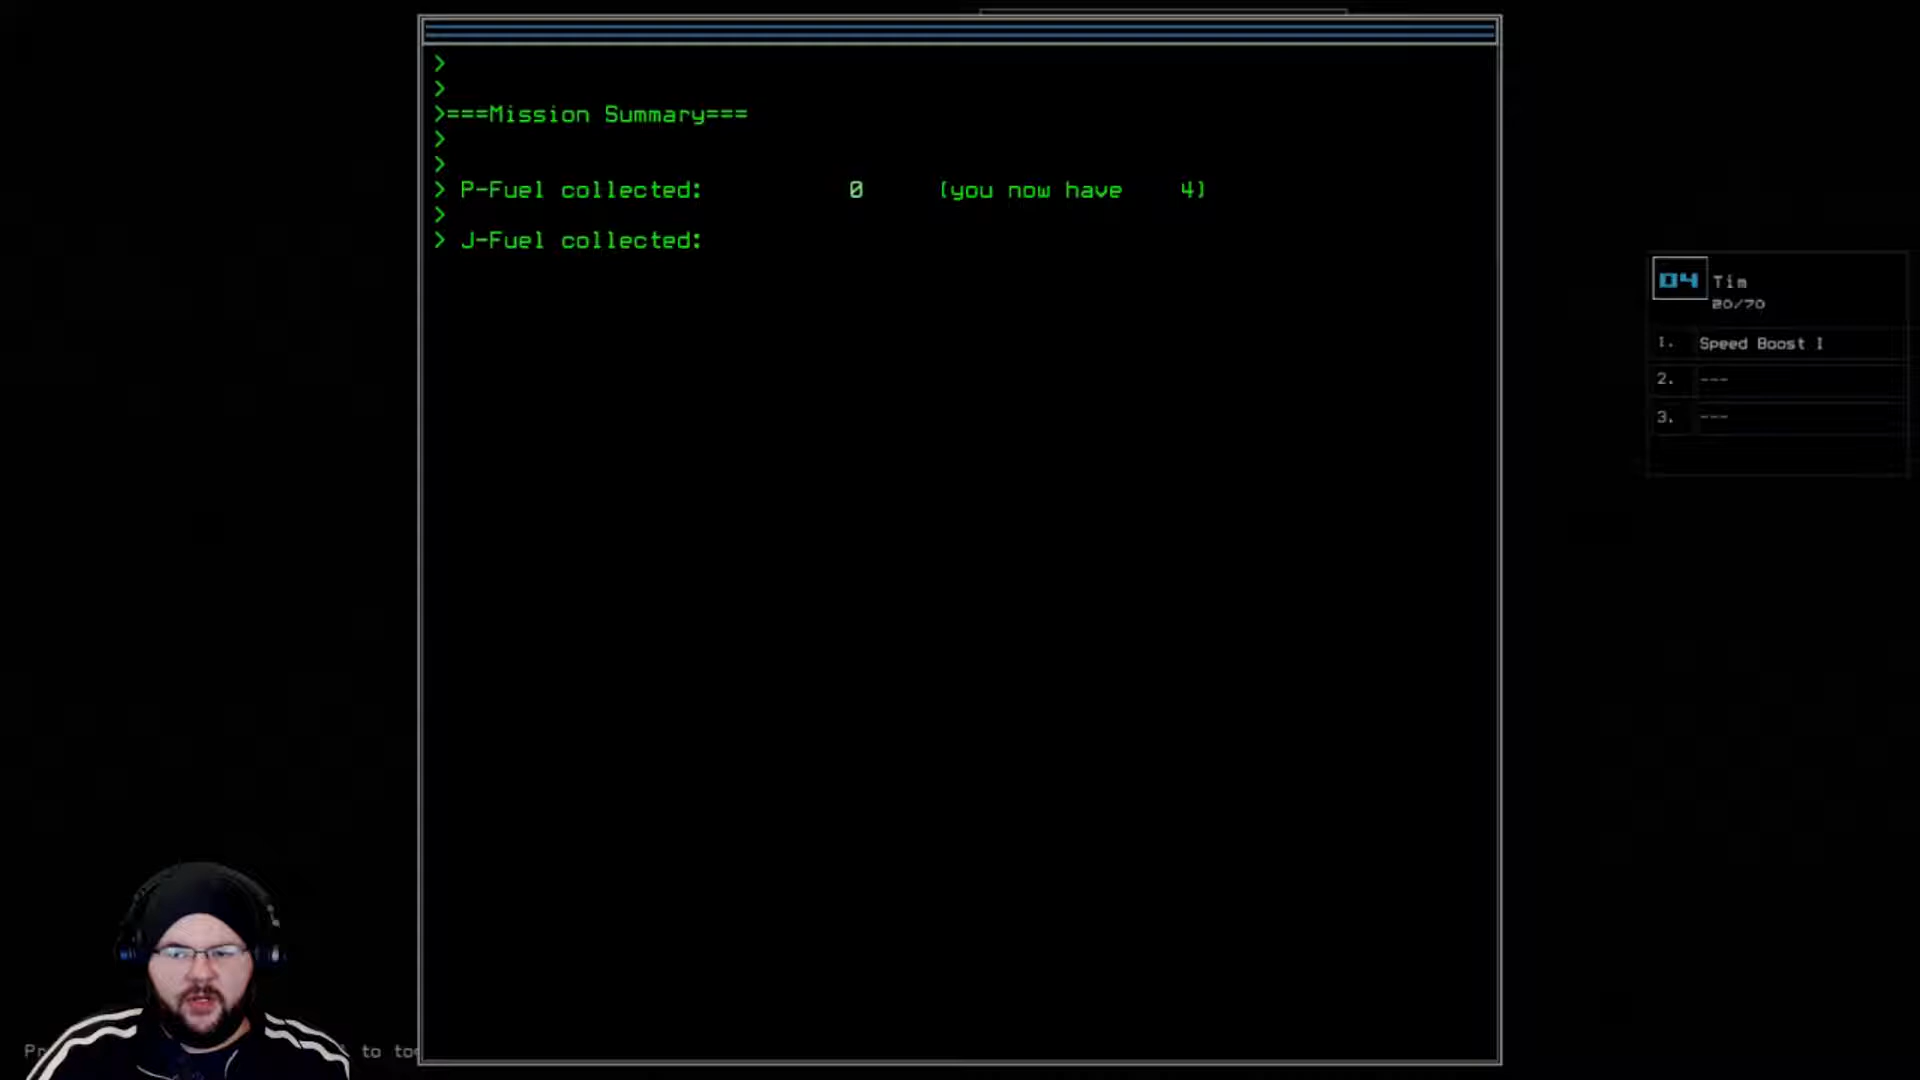 >
>
>===Mission Summary===
>
>
> P-Fuel collected: 0 (you now have 4)
>
> J-Fuel collected:
04 Tim
20/70
1. Speed Boost I
2. ---
3. ---
to